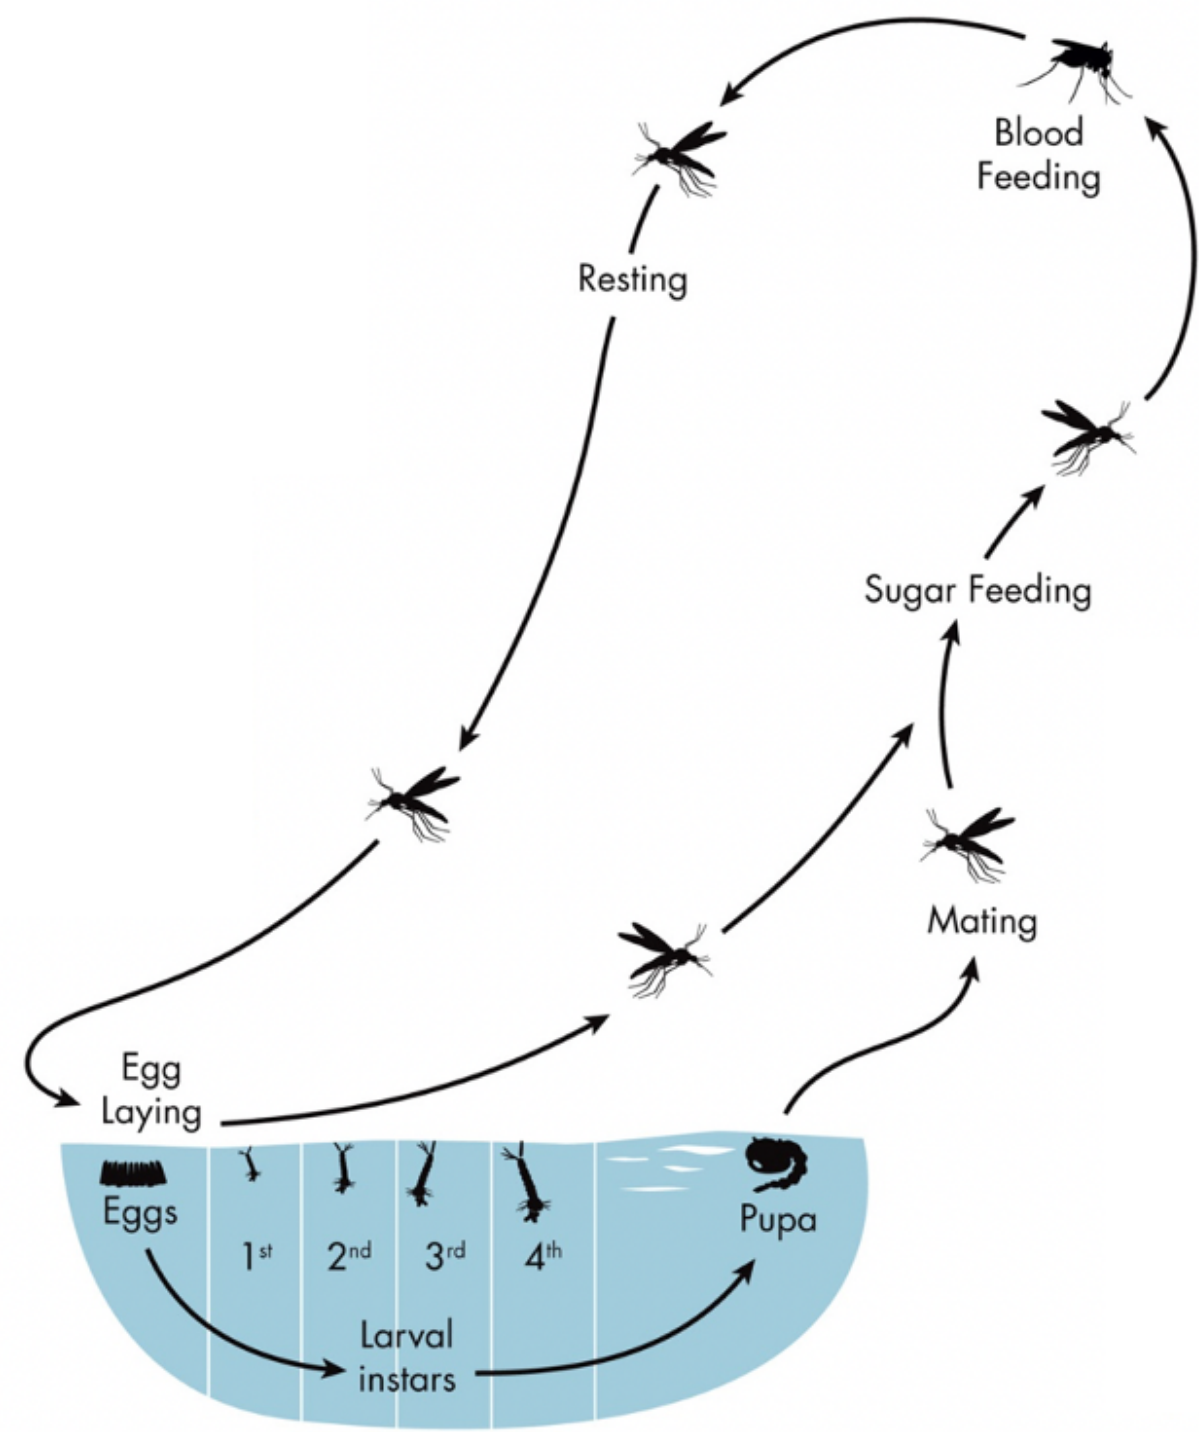 Blood
Feeding
Resting
Sugar Feeding
Mating
Egg
Laying
Eggs
1st
2nd
3rd
4th
Pupa
Larval
instars